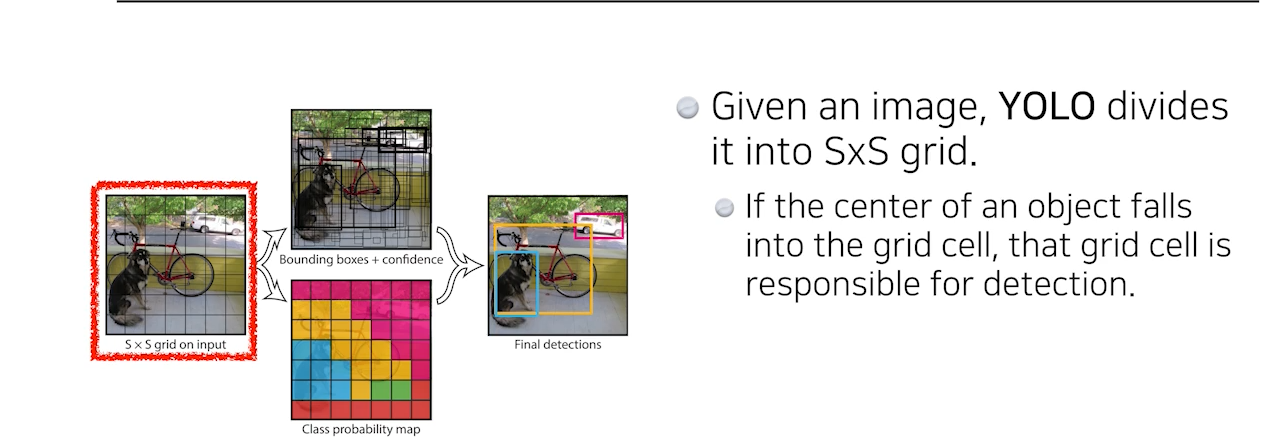 Given an image, YOLO divides
it into SxS grid.
If the center of an object falls
into the grid cell, that grid cell is
responsible for detection.
Bounding boxes + confidence
S × S grid on input
Final detections
Class probability map